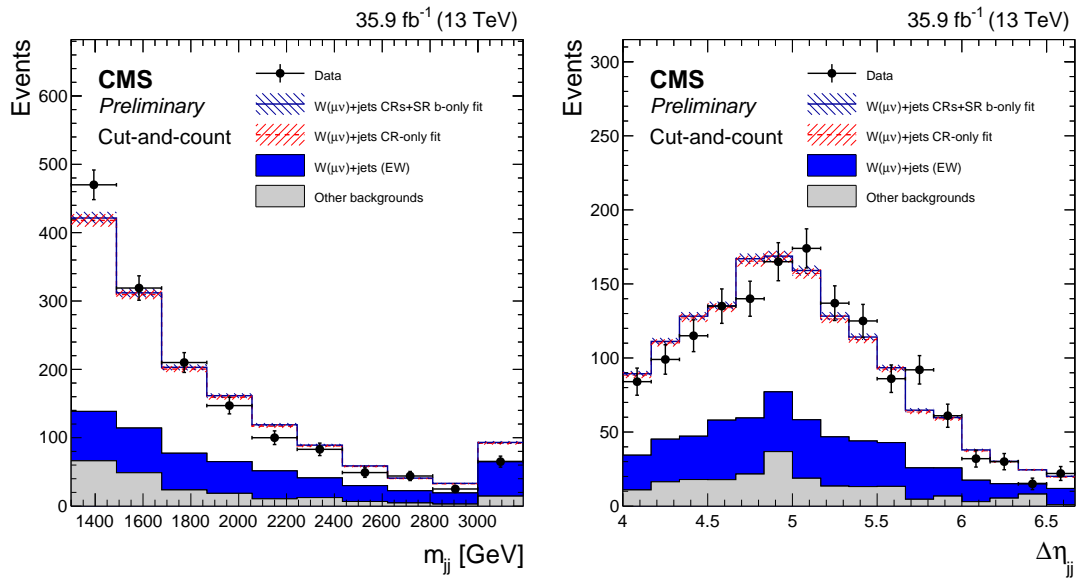 35.9 fb⁻¹ (13 TeV)
Events
600
500
400
300
200
100
0
CMS
Preliminary
Cut-and-count
Data
W(μν)+jets CRs+SR b-only fit
W(μν)+jets CR-only fit
W(μν)+jets (EW)
Other backgrounds
1400 1600 1800 2000 2200 2400 2600 2800 3000
m_jj [GeV]
35.9 fb⁻¹ (13 TeV)
Events
300
250
200
150
100
50
0
CMS
Preliminary
Cut-and-count
Data
W(μν)+jets CRs+SR b-only fit
W(μν)+jets CR-only fit
W(μν)+jets (EW)
Other backgrounds
4 4.5 5 5.5 6 6.5
Δη_jj